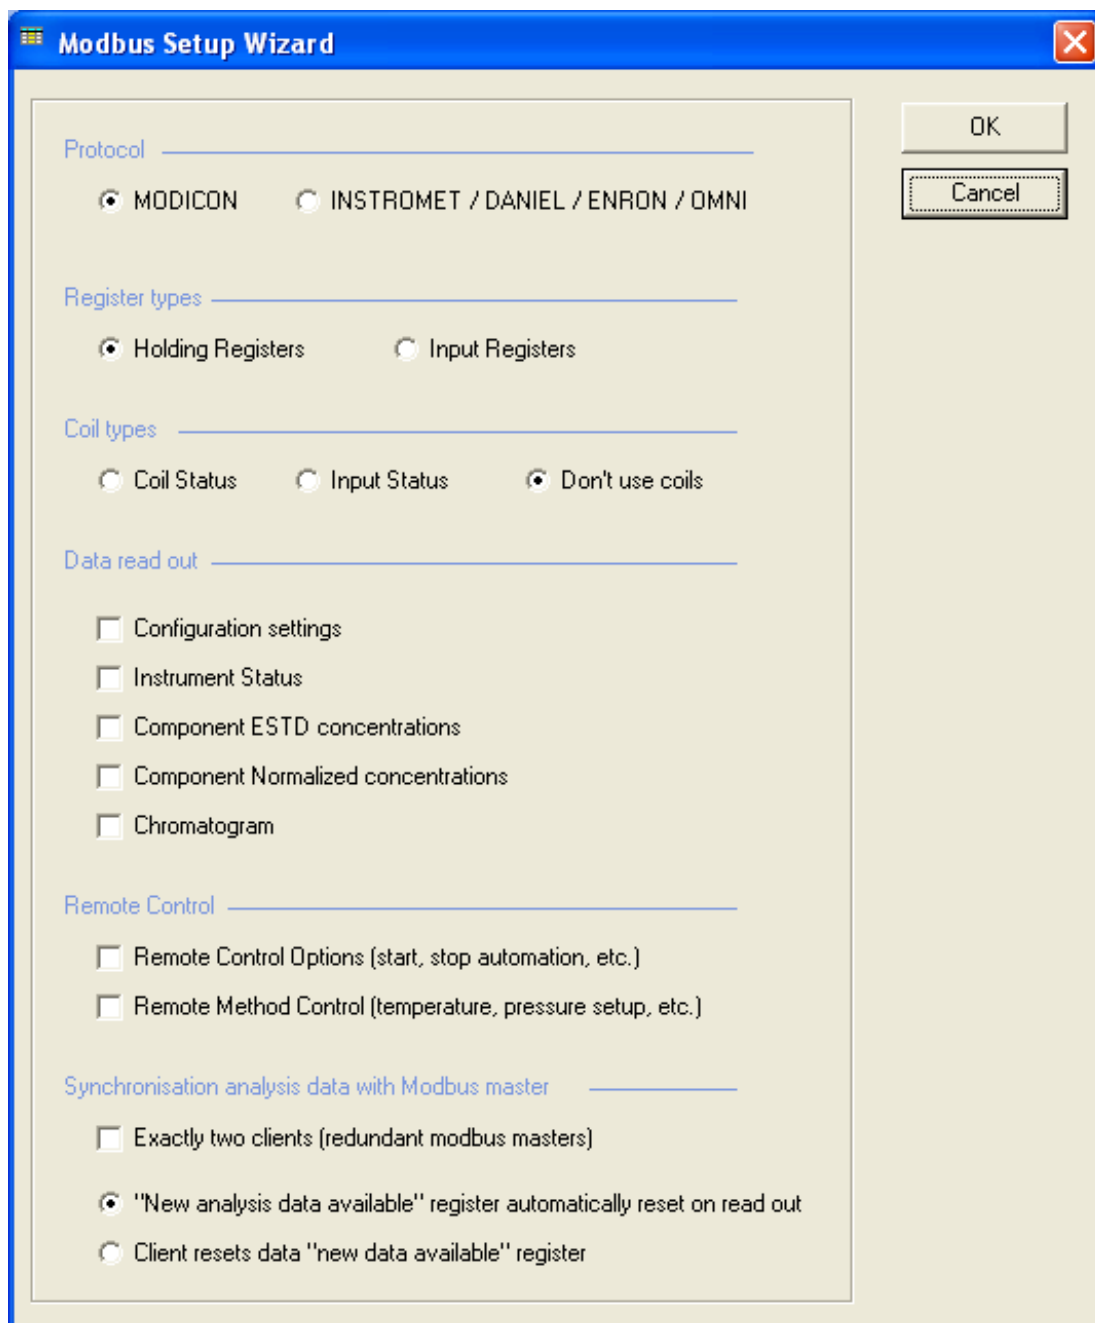 Modbus Setup Wizard
OK
Cancel
Protocol
MODICON INSTROMET / DANIEL / ENRON / OMNI
Register types
Holding Registers Input Registers
Coil types
Coil Status Input Status Don't use coils
Data read out
Configuration settings
Instrument Status
Component ESTD concentrations
Component Normalized concentrations
Chromatogram
Remote Control
Remote Control Options (start, stop automation, etc.)
Remote Method Control (temperature, pressure setup, etc.)
Synchronisation analysis data with Modbus master
Exactly two clients (redundant modbus masters)
"New analysis data available" register automatically reset on read out
Client resets data "new data available" register